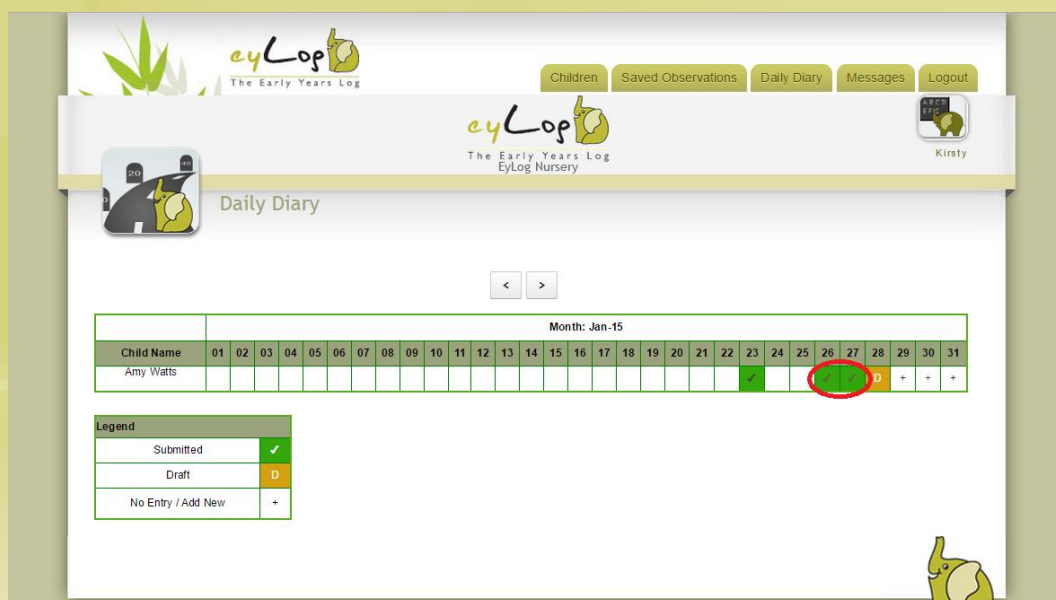 eyLog
The Early Years Log
Children Saved Observations Daily Diary Messages Logout
eyLog
The Early Years Log
EyLog Nursery
ABCD
Kirsty
20
40
Daily Diary
< >
Month: Jan-15
Child Name 01 02 03 04 05 06 07 08 09 10 11 12 13 14 15 16 17 18 19 20 21 22 23 24 25 26 27 28 29 30 31
Amy Watts ✓ ✓ ✓ D + + +
Legend
Submitted ✓
Draft D
No Entry / Add New +